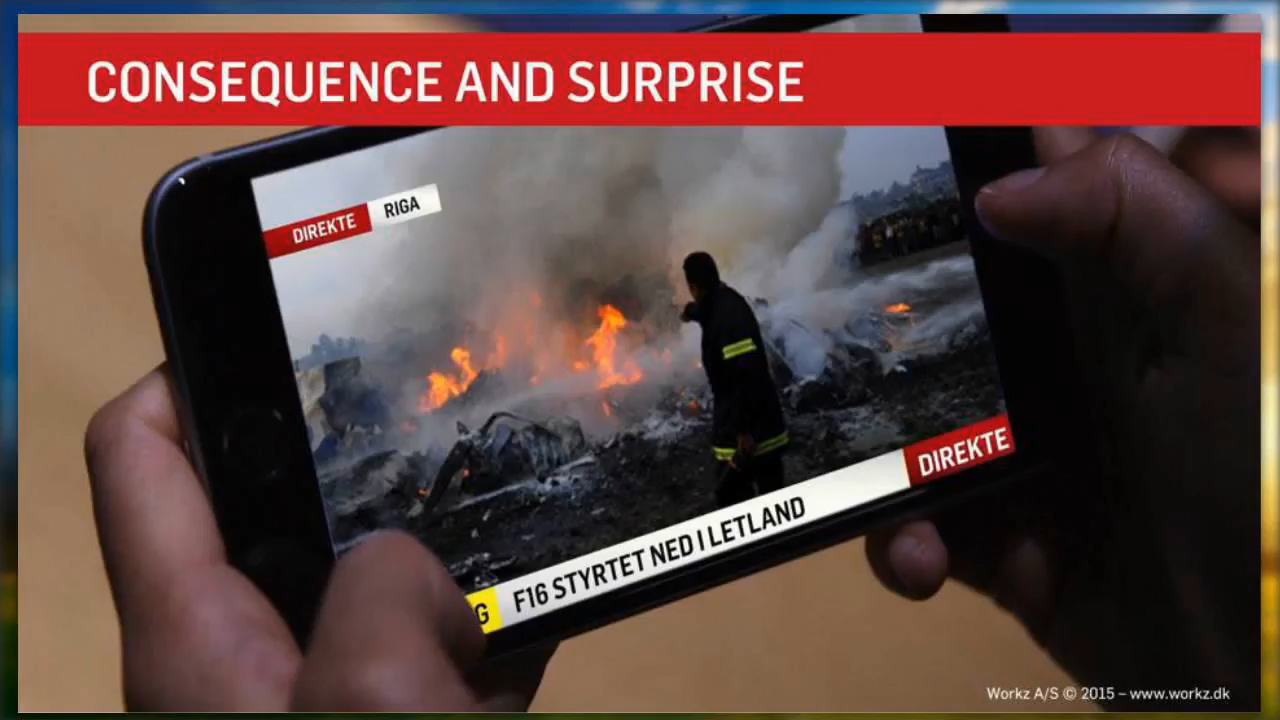 CONSEQUENCE AND SURPRISE
DIREKTE RIGA
DIREKTE
G F16 STYRTET NED I LETLAND
Workz A/S © 2015 – www.workz.dk